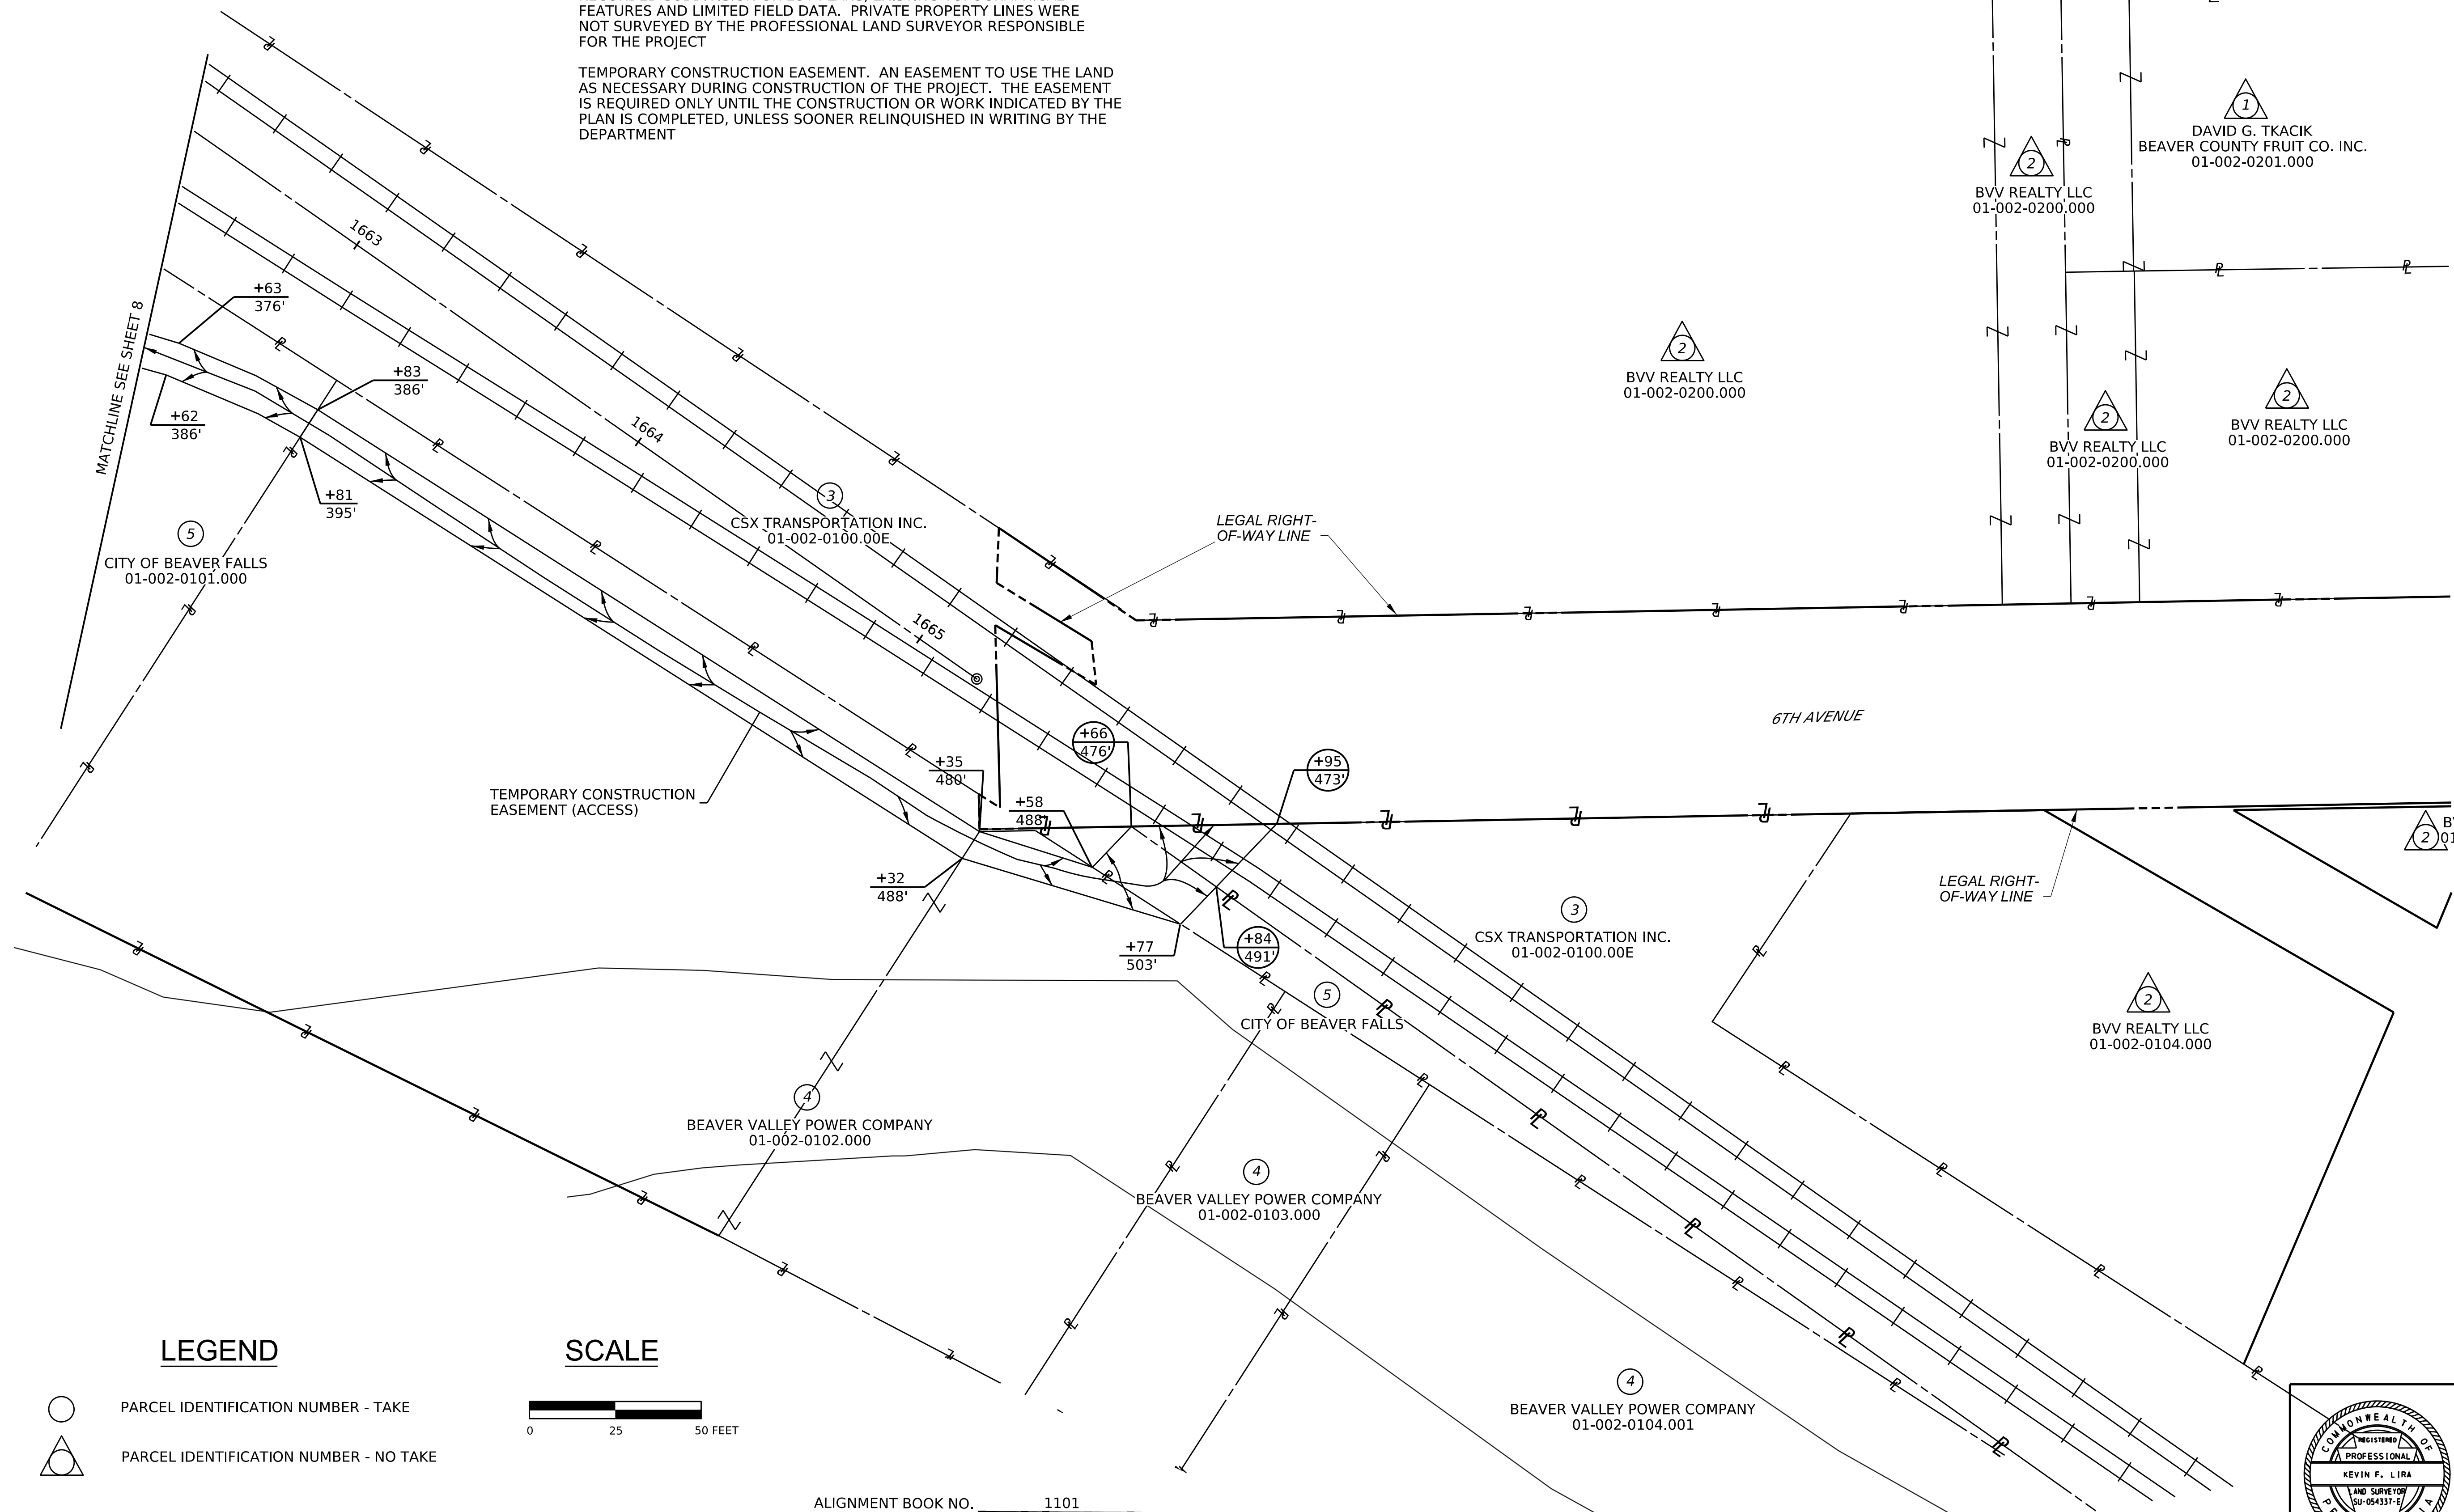 FEATURES AND LIMITED FIELD DATA. PRIVATE PROPERTY LINES WERE
NOT SURVEYED BY THE PROFESSIONAL LAND SURVEYOR RESPONSIBLE
FOR THE PROJECT
TEMPORARY CONSTRUCTION EASEMENT. AN EASEMENT TO USE THE LAND
AS NECESSARY DURING CONSTRUCTION OF THE PROJECT. THE EASEMENT
IS REQUIRED ONLY UNTIL THE CONSTRUCTION OR WORK INDICATED BY THE
PLAN IS COMPLETED, UNLESS SOONER RELINQUISHED IN WRITING BY THE
DEPARTMENT
1
DAVID G. TKACIK
BEAVER COUNTY FRUIT CO. INC.
01-002-0201.000
2
BVV REALTY LLC
01-002-0200.000
1663
+63
376'
MATCHLINE SEE SHEET 8
+83
386'
+62
386'
1664
2
BVV REALTY LLC
01-002-0200.000
2
BVV REALTY LLC
01-002-0200.000
2
BVV REALTY LLC
01-002-0200.000
+81
395'
3
CSX TRANSPORTATION INC.
01-002-0100.00E
LEGAL RIGHT-
OF-WAY LINE
5
CITY OF BEAVER FALLS
01-002-0101.000
1665
6TH AVENUE
+66
476'
+95
473'
+35
480'
+58
488'
TEMPORARY CONSTRUCTION
EASEMENT (ACCESS)
2
+32
488'
LEGAL RIGHT-
OF-WAY LINE
3
CSX TRANSPORTATION INC.
01-002-0100.00E
+77
503'
+84
491'
5
CITY OF BEAVER FALLS
2
BVV REALTY LLC
01-002-0104.000
4
BEAVER VALLEY POWER COMPANY
01-002-0102.000
4
BEAVER VALLEY POWER COMPANY
01-002-0103.000
4
BEAVER VALLEY POWER COMPANY
01-002-0104.001
LEGEND
PARCEL IDENTIFICATION NUMBER - TAKE
PARCEL IDENTIFICATION NUMBER - NO TAKE
SCALE
0 25 50 FEET
ALIGNMENT BOOK NO. 1101
COMMONWEALTH OF
REGISTERED
PROFESSIONAL
KEVIN F. LIRA
LAND SURVEYOR
SU-054337-E